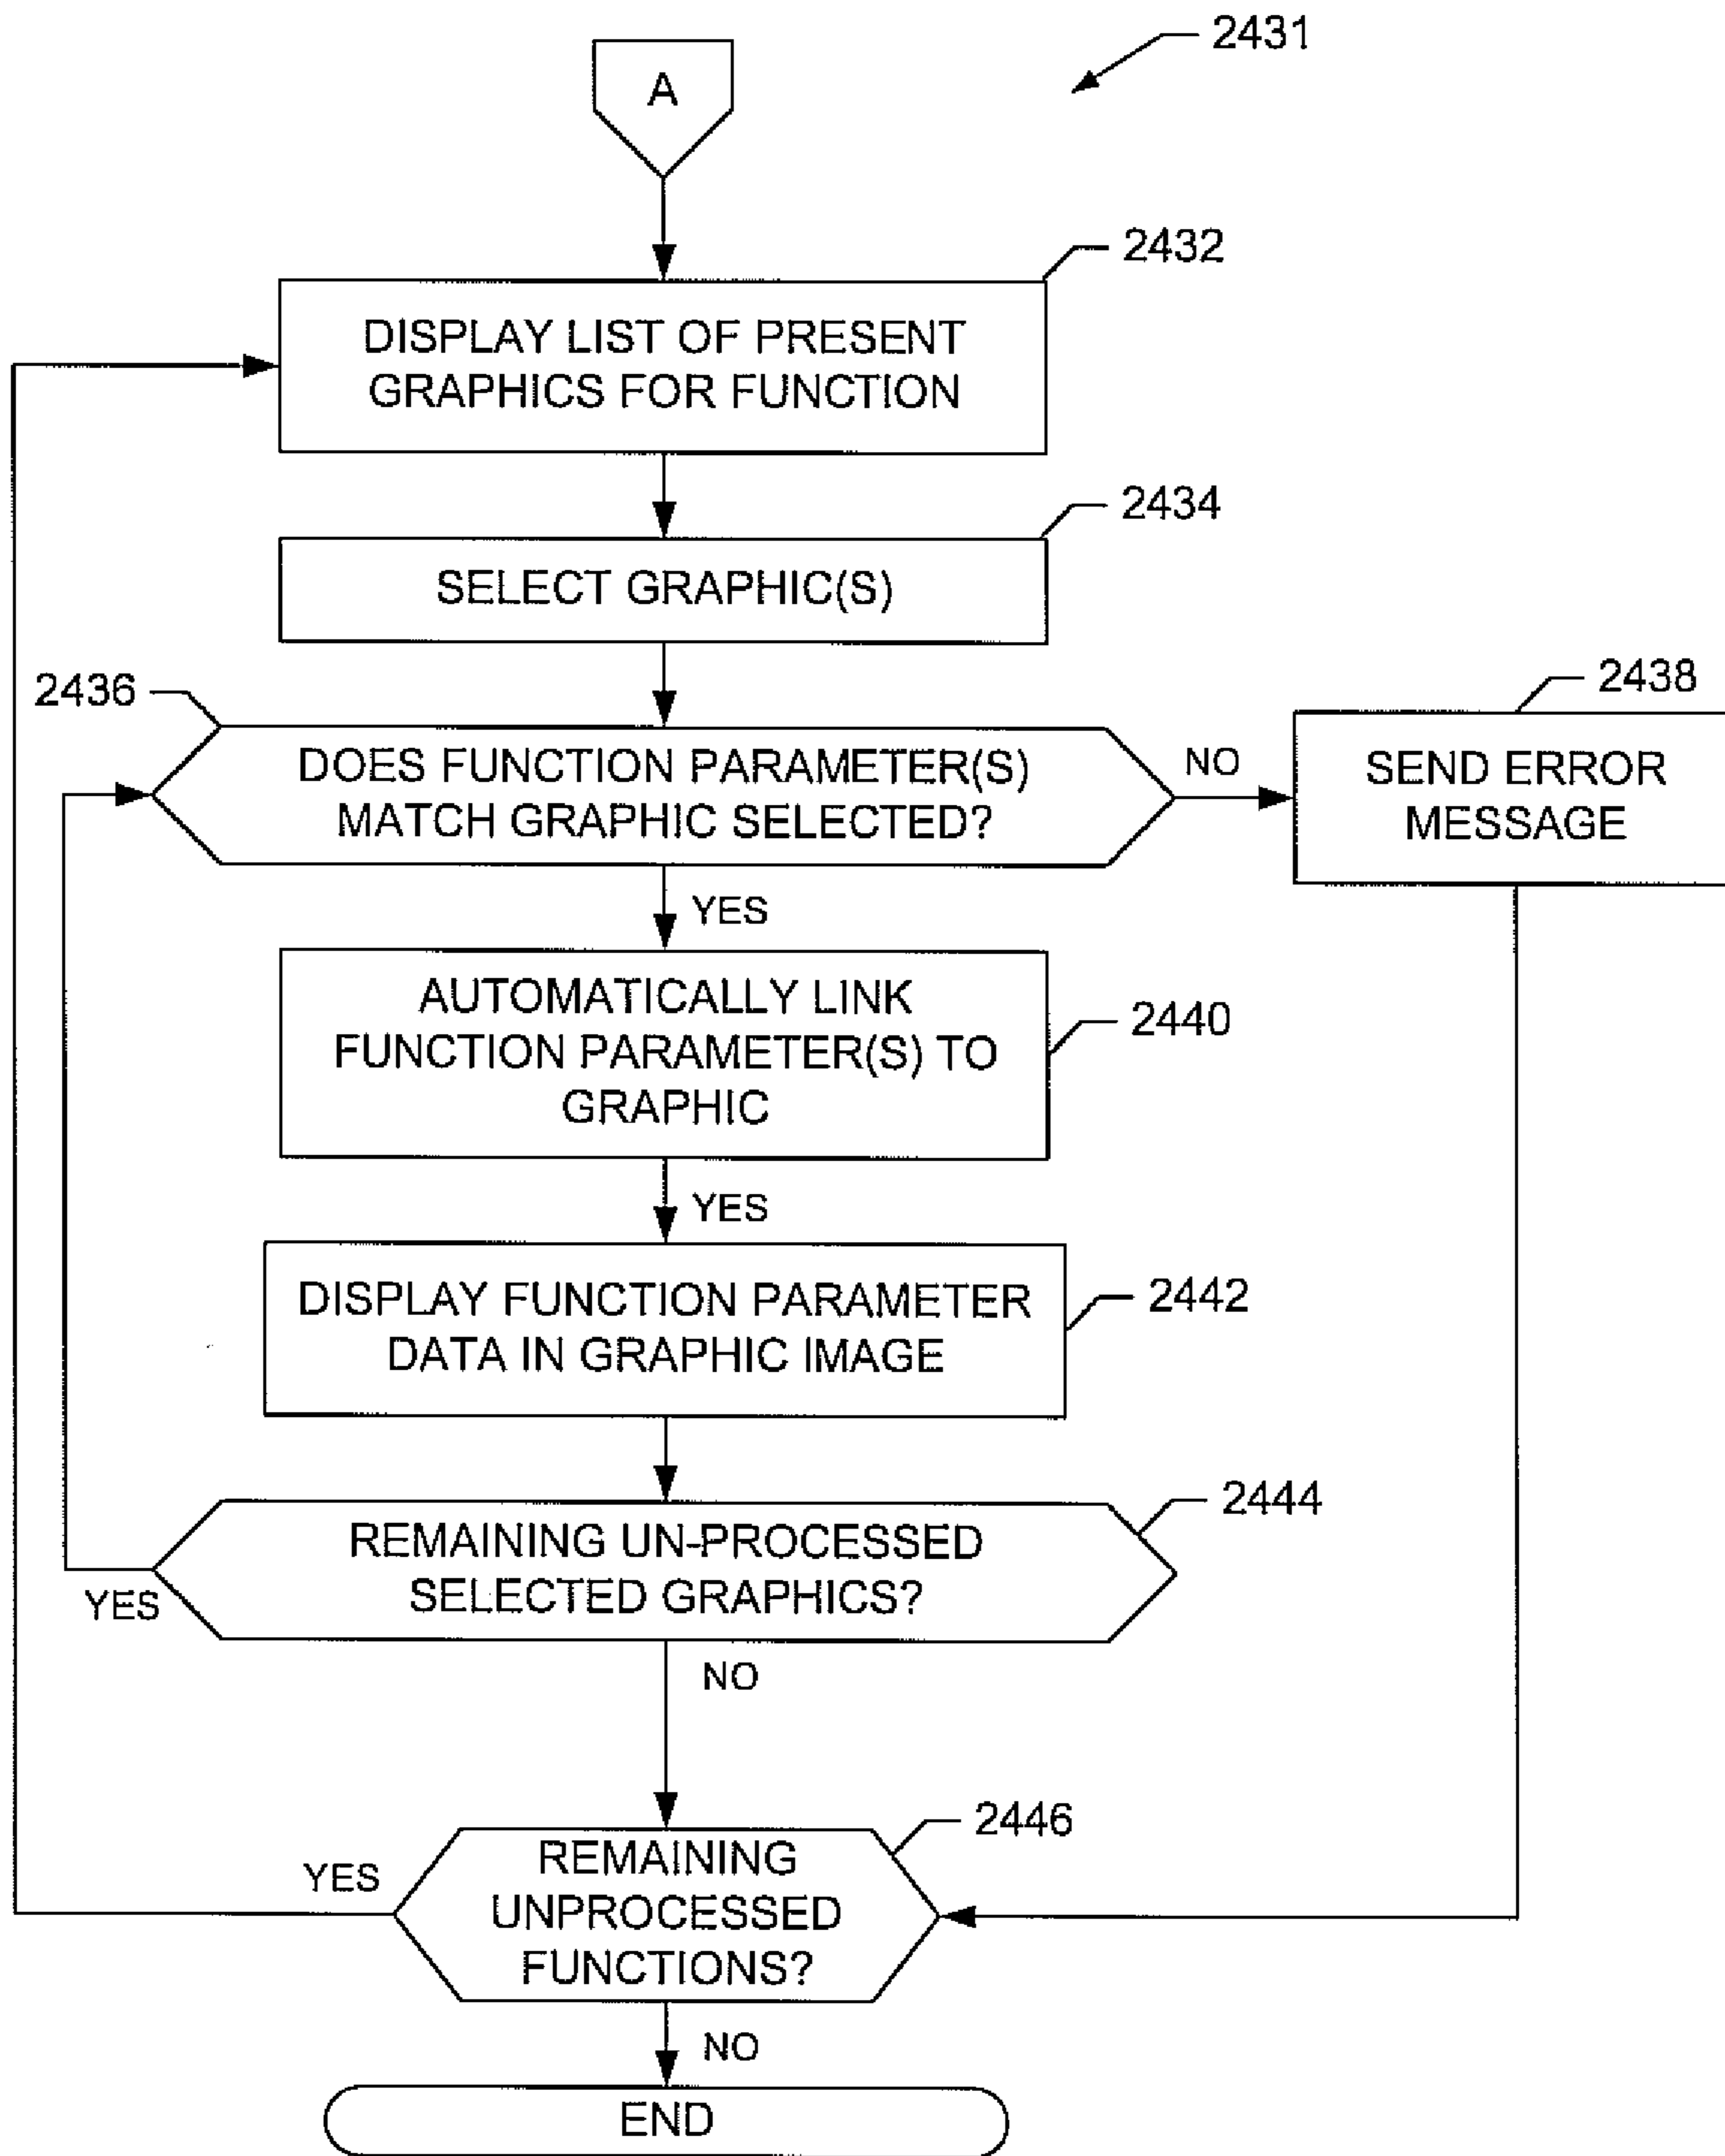 2431
A
2432
DISPLAY LIST OF PRESENT
GRAPHICS FOR FUNCTION
2434
SELECT GRAPHIC(S)
2436
DOES FUNCTION PARAMETER(S)
MATCH GRAPHIC SELECTED?
NO
2438
SEND ERROR
MESSAGE
YES
AUTOMATICALLY LINK
FUNCTION PARAMETER(S) TO
GRAPHIC
2440
YES
DISPLAY FUNCTION PARAMETER
DATA IN GRAPHIC IMAGE
2442
REMAINING UN-PROCESSED
SELECTED GRAPHICS?
2444
YES
NO
2446
REMAINING
UNPROCESSED
FUNCTIONS?
YES
NO
END